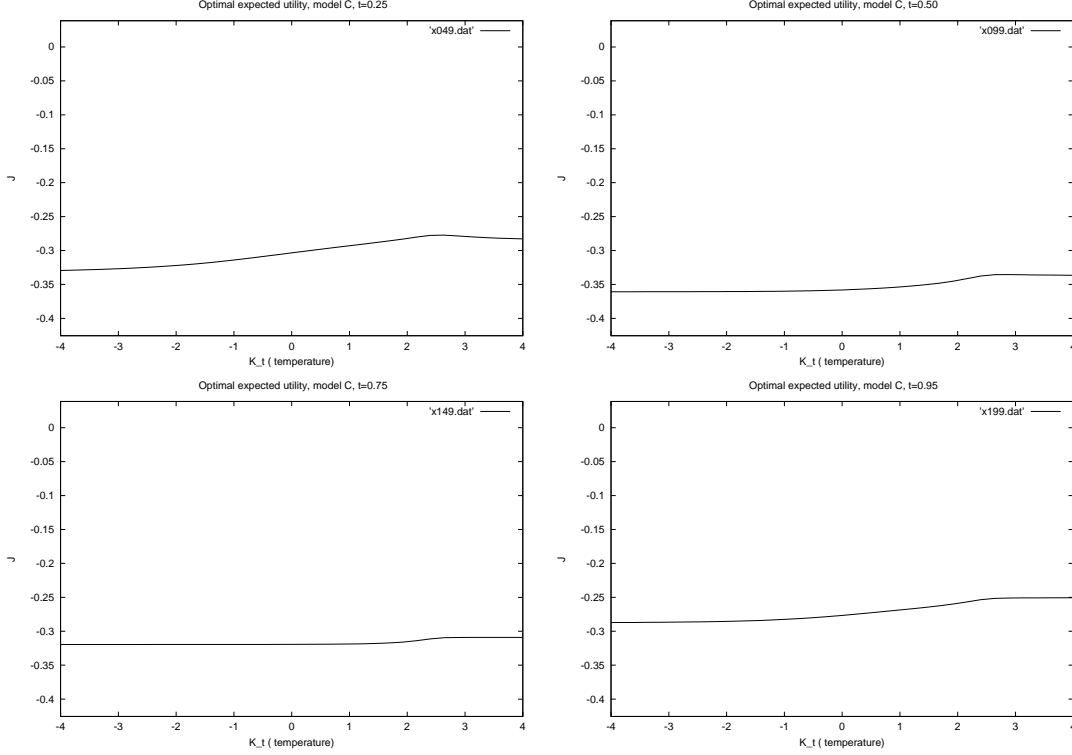 Optimal expected utility, model C, t=0.25
'x049.dat'
0
-0.05
-0.1
-0.15
-0.2
-0.25
-0.3
-0.35
-0.4
J
-4 -3 -2 -1 0 1 2 3 4
K_t ( temperature)
Optimal expected utility, model C, t=0.50
'x099.dat'
0
-0.05
-0.1
-0.15
-0.2
-0.25
-0.3
-0.35
-0.4
J
-4 -3 -2 -1 0 1 2 3 4
K_t ( temperature)
Optimal expected utility, model C, t=0.75
'x149.dat'
0
-0.05
-0.1
-0.15
-0.2
-0.25
-0.3
-0.35
-0.4
J
-4 -3 -2 -1 0 1 2 3 4
K_t ( temperature)
Optimal expected utility, model C, t=0.95
'x199.dat'
0
-0.05
-0.1
-0.15
-0.2
-0.25
-0.3
-0.35
-0.4
J
-4 -3 -2 -1 0 1 2 3 4
K_t ( temperature)